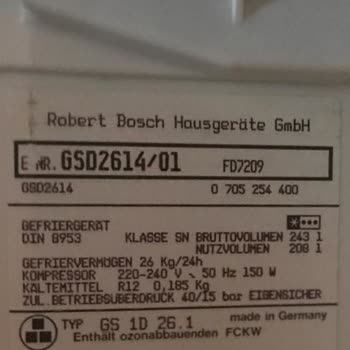 Robert Bosch Hausgeräte GmbH
E NR. GSD2614/01 FD7209
GSD2614 0 705 254 400
GEFRIERGERÄT
DIN 8953 KLASSE SN BRUTTOVOLUMEN 243 l
NUTZVOLUMEN 208 l
GEFRIERVERMÖGEN 26 Kg/24h
KOMPRESSOR 220-240 V ~ 50 Hz 150 W
KÄLTEMITTEL R12 0,185 Kg
ZUL. BETRIEBSÜBERDRUCK 40/15 bar EIGENSICHER
TYP GS 1D 26.1 made in Germany
Enthält ozonabbauenden FCKW